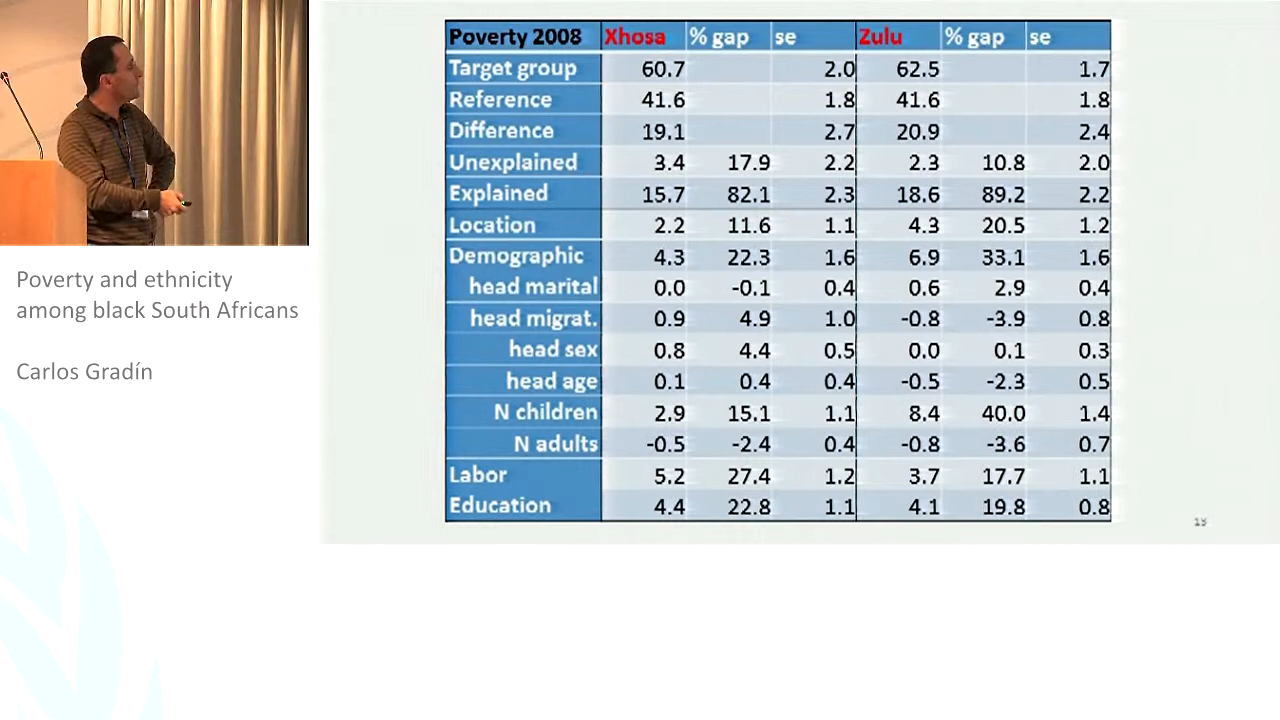 Poverty 2008 Xhosa % gap se Zulu % gap se
Target group 60.7 2.0 62.5 1.7
Reference 41.6 1.8 41.6 1.8
Difference 19.1 2.7 20.9 2.4
Unexplained 3.4 17.9 2.2 2.3 10.8 2.0
Explained 15.7 82.1 2.3 18.6 89.2 2.2
Location 2.2 11.6 1.1 4.3 20.5 1.2
Demographic 4.3 22.3 1.6 6.9 33.1 1.6
head marital 0.0 -0.1 0.4 0.6 2.9 0.4
head migrat. 0.9 4.9 1.0 -0.8 -3.9 0.8
head sex 0.8 4.4 0.5 0.0 0.1 0.3
head age 0.1 0.4 0.4 -0.5 -2.3 0.5
N children 2.9 15.1 1.1 8.4 40.0 1.4
N adults -0.5 -2.4 0.4 -0.8 -3.6 0.7
Labor 5.2 27.4 1.2 3.7 17.7 1.1
Education 4.4 22.8 1.1 4.1 19.8 0.8
Poverty and ethnicity
among black South Africans
Carlos Gradín